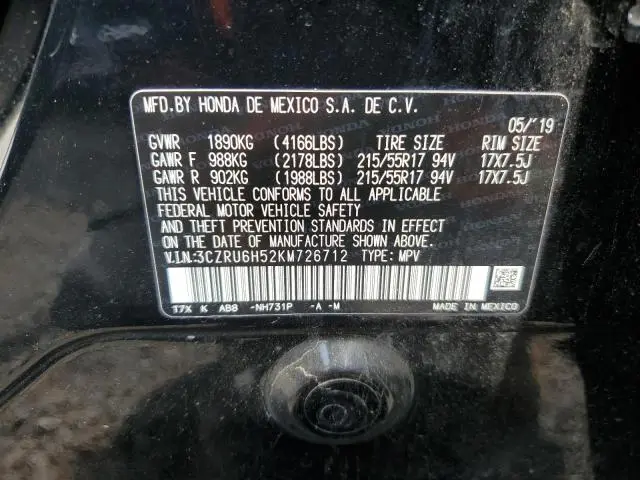 MFD.BY HONDA DE MEXICO S.A. DE C.V.
05/'19
GVWR 1890KG (4166LBS) TIRE SIZE RIM SIZE
GAWR F 988KG (2178LBS) 215/55R17 94V 17X7.5J
GAWR R 902KG (1988LBS) 215/55R17 94V 17X7.5J
THIS VEHICLE CONFORMS TO ALL APPLICABLE
FEDERAL MOTOR VEHICLE SAFETY
AND THEFT PREVENTION STANDARDS IN EFFECT
ON THE DATE OF MANUFACTURE SHOWN ABOVE.
V.I.N.:3CZRU6H52KM726712 TYPE: MPV
T7X K AB8 -NH731P -A -M MADE IN MEXICO